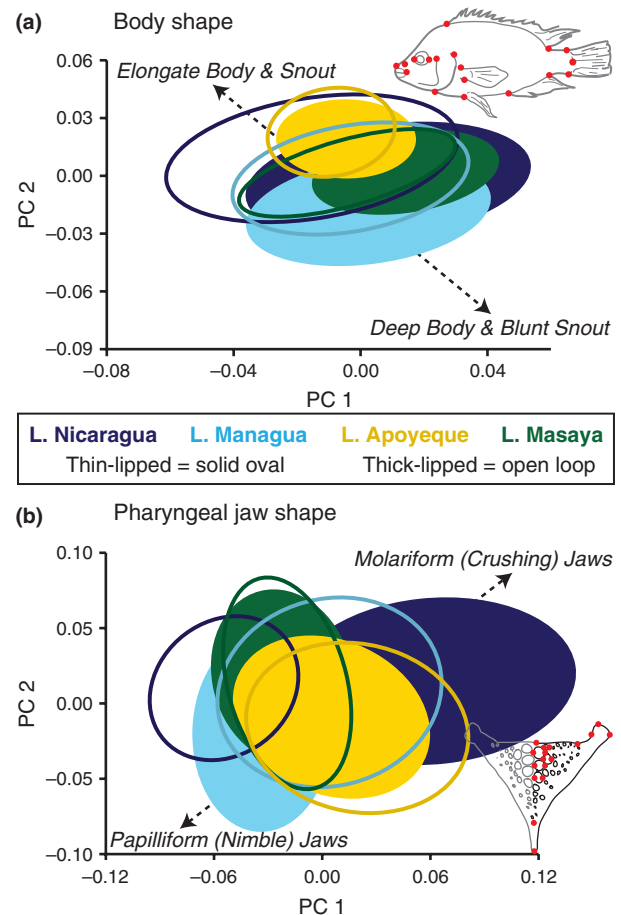 (a) Body shape
0.06
Elongate Body & Snout
0.03
0.00
PC 2
−0.03
−0.06
Deep Body & Blunt Snout
−0.09
−0.08 −0.04 0.00 0.04
PC 1
L. Nicaragua L. Managua L. Apoyeque L. Masaya
Thin-lipped = solid oval Thick-lipped = open loop
(b) Pharyngeal jaw shape
0.10
Molariform (Crushing) Jaws
0.05
PC 2
0.00
−0.05
Papilliform (Nimble) Jaws
−0.10
−0.12 −0.06 0.00 0.06 0.12
PC 1